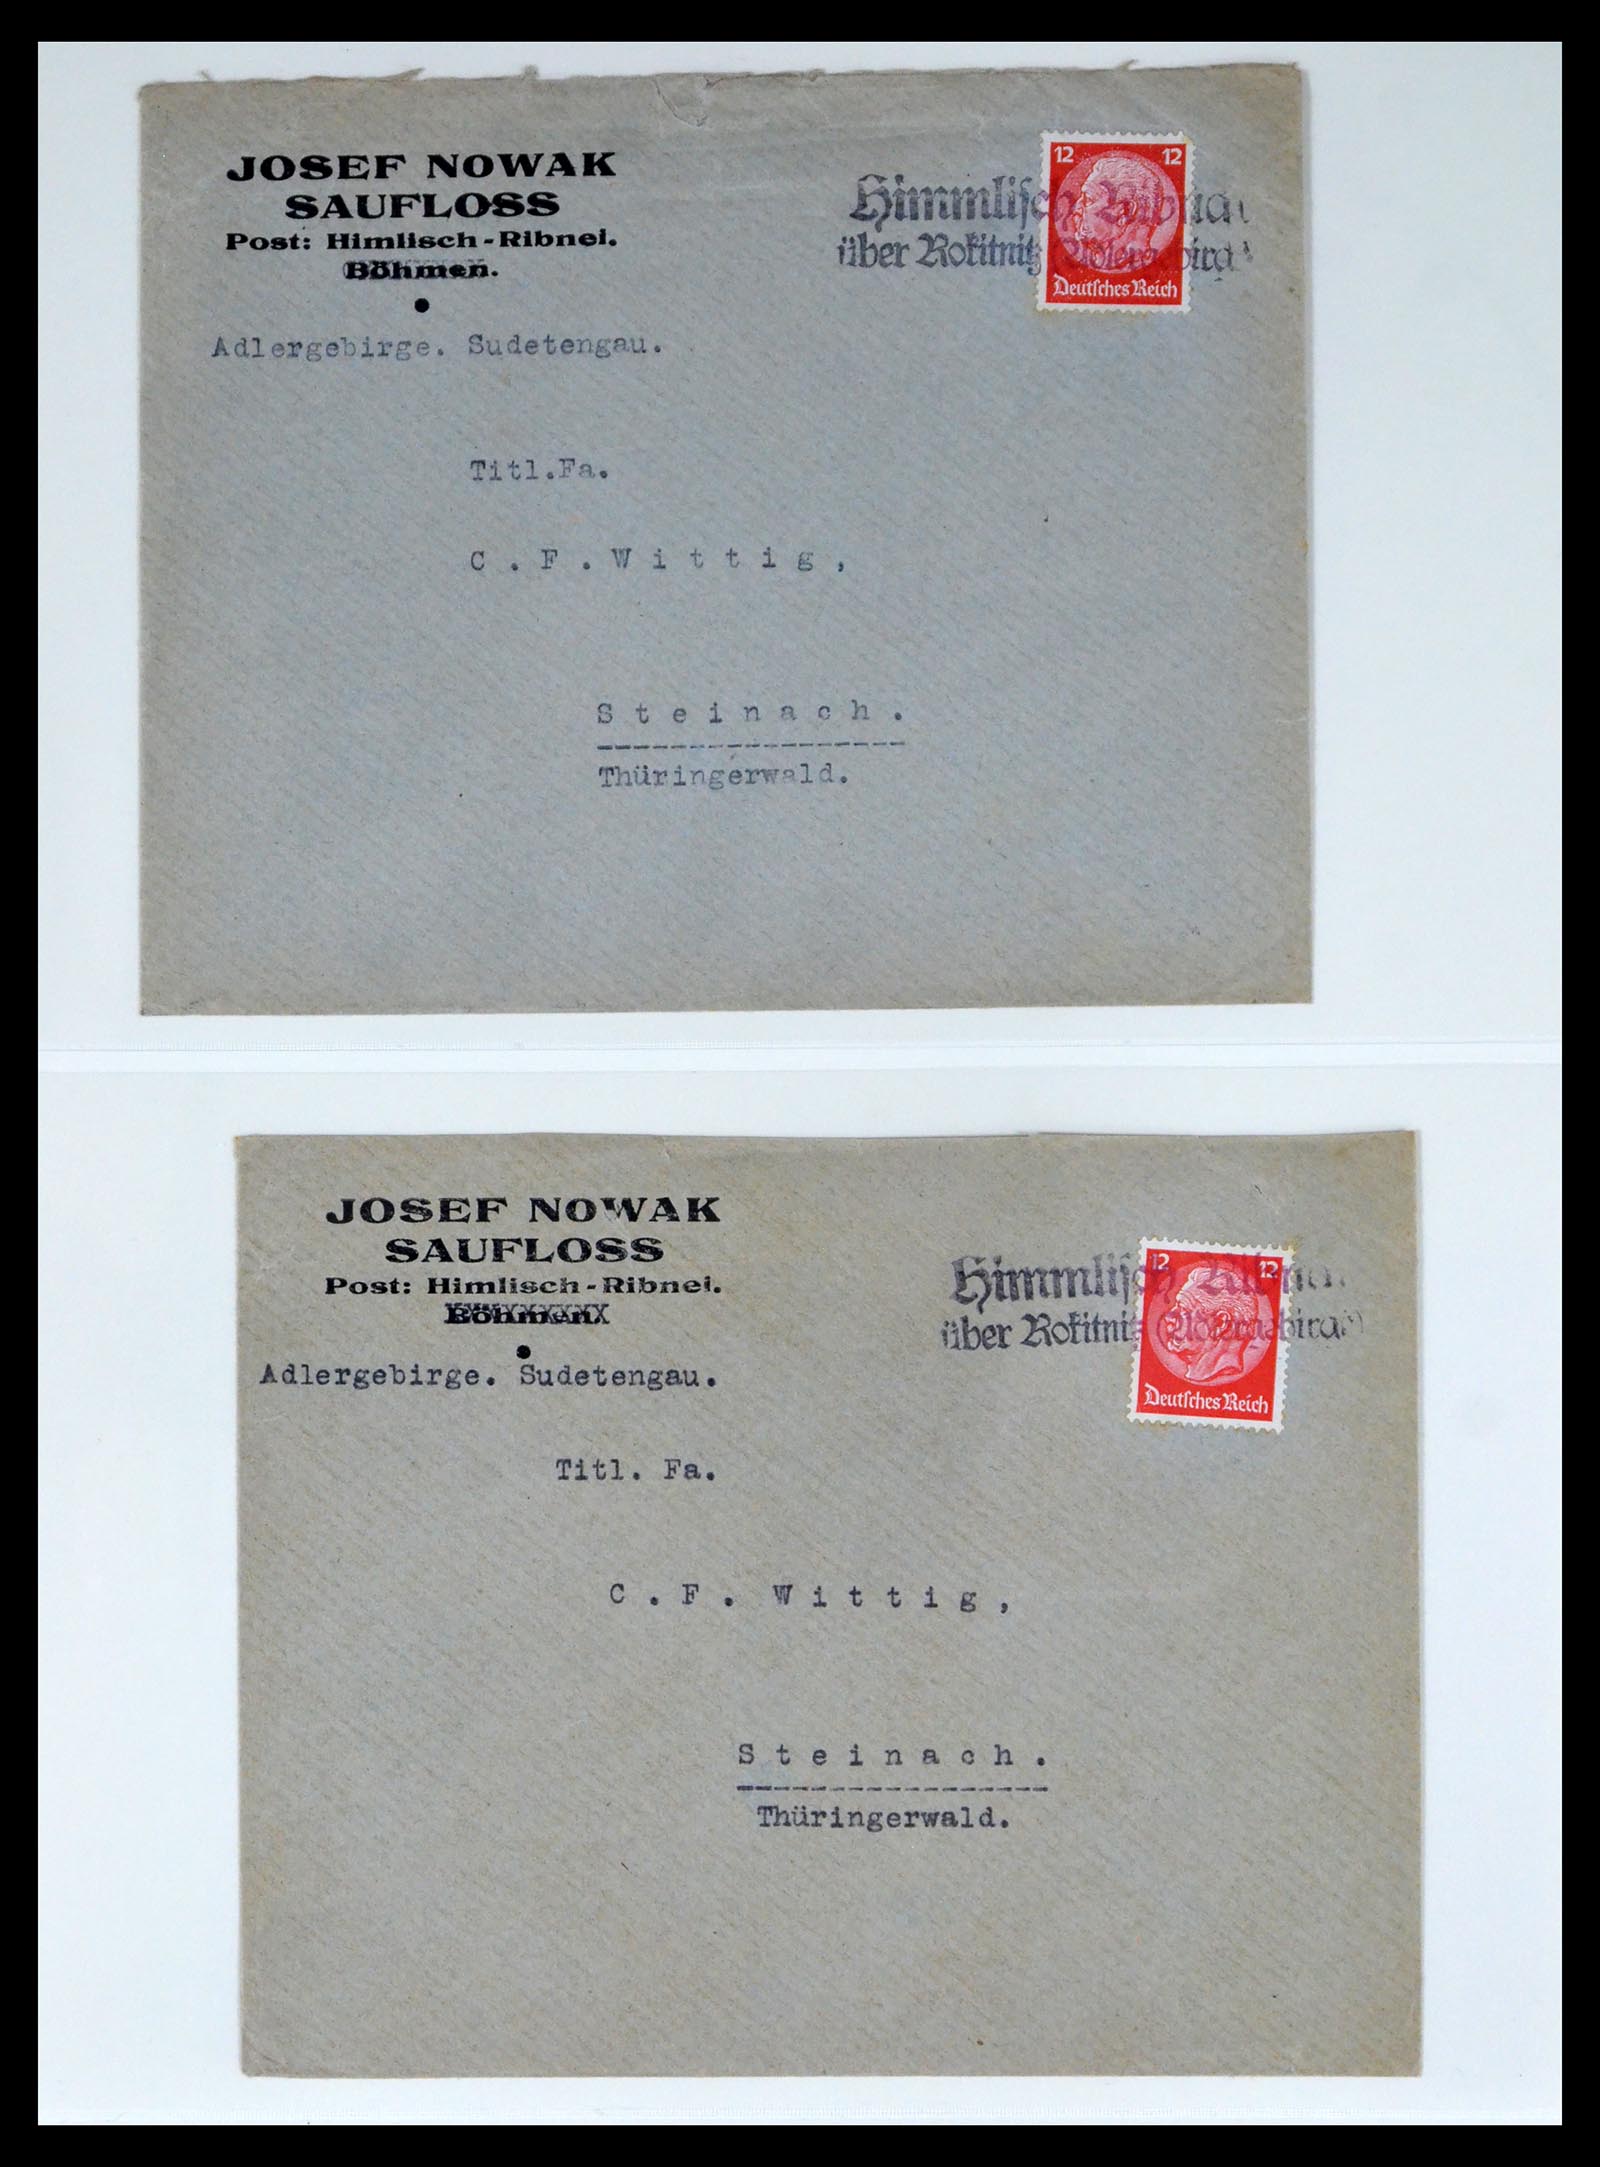 JOSEF NOWAK
SAUFLOSS
Post: Himlisch-Ribnei.
Böhmen.
Adlergebirge. Sudetengau.
Himmlisch
über Rokitnitz
12 12
Deutsches Reich
Titl.Fa.
C.F.Wittig,
Steinach.
Thüringerwald.
JOSEF NOWAK
SAUFLOSS
Post: Himlisch-Ribnei.
Böhmen.
Adlergebirge. Sudetengau.
Himmlisch
über Rokitnitz (Adlergebirge)
12 12
Deutsches Reich
Titl. Fa.
C.F. Wittig,
Steinach.
Thüringerwald.